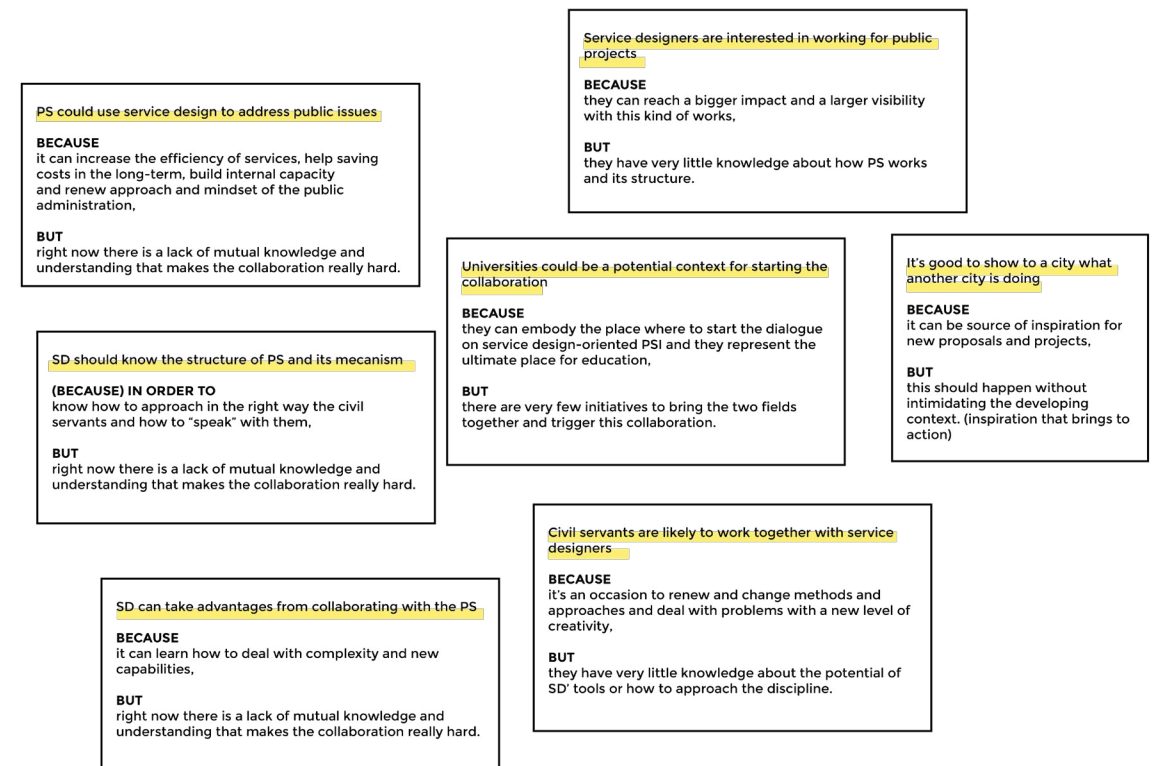 Service designers are interested in working for public
projects
BECAUSE
they can reach a bigger impact and a larger visibility
with this kind of works,
BUT
they have very little knowledge about how PS works
and its structure.
PS could use service design to address public issues
BECAUSE
it can increase the efficiency of services, help saving
costs in the long-term, build internal capacity
and renew approach and mindset of the public
administration,
BUT
right now there is a lack of mutual knowledge and
understanding that makes the collaboration really hard.
Universities could be a potential context for starting the
collaboration
BECAUSE
they can embody the place where to start the dialogue
on service design-oriented PSI and they represent the
ultimate place for education,
BUT
there are very few initiatives to bring the two fields
together and trigger this collaboration.
It's good to show to a city what
another city is doing
BECAUSE
it can be source of inspiration for
new proposals and projects,
BUT
this should happen without
intimidating the developing
context. (inspiration that brings to
action)
SD should know the structure of PS and its mecanism
(BECAUSE) IN ORDER TO
know how to approach in the right way the civil
servants and how to “speak” with them,
BUT
right now there is a lack of mutual knowledge and
understanding that makes the collaboration really hard.
Civil servants are likely to work together with service
designers
BECAUSE
it's an occasion to renew and change methods and
approaches and deal with problems with a new level of
creativity,
BUT
they have very little knowledge about the potential of
SD' tools or how to approach the discipline.
SD can take advantages from collaborating with the PS
BECAUSE
it can learn how to deal with complexity and new
capabilities,
BUT
right now there is a lack of mutual knowledge and
understanding that makes the collaboration really hard.